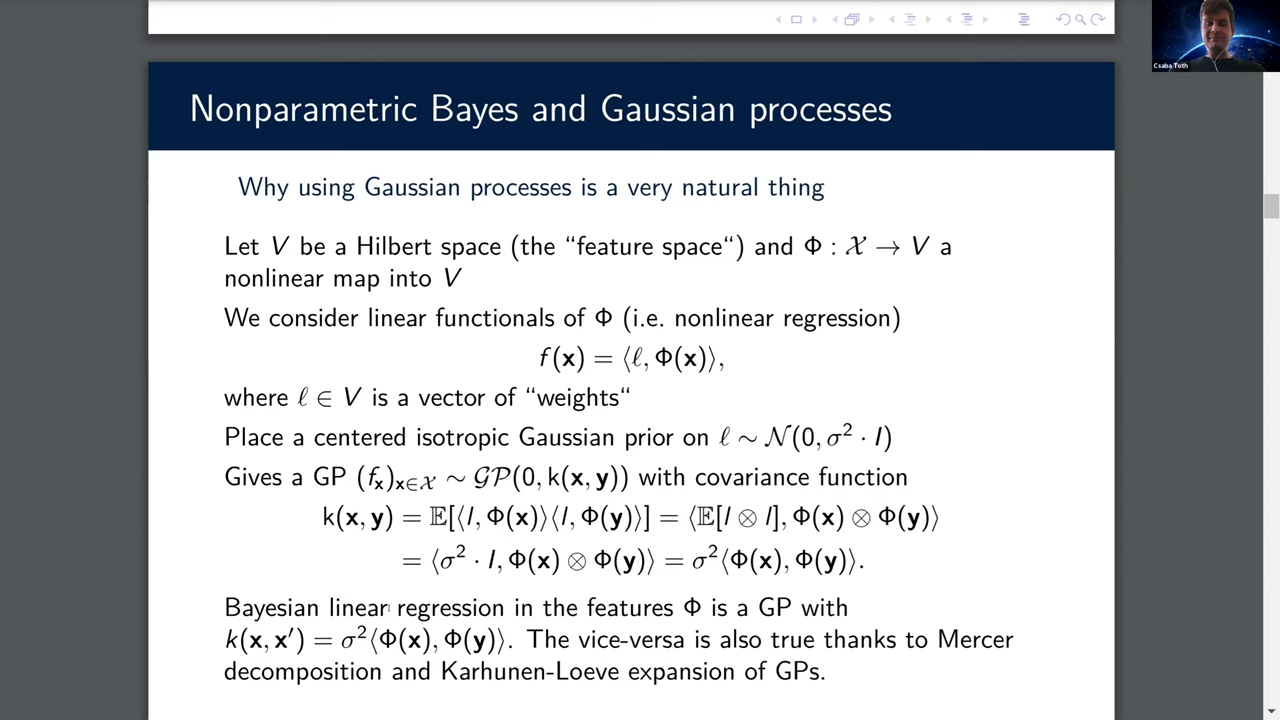 Csaba Toth
Nonparametric Bayes and Gaussian processes
Why using Gaussian processes is a very natural thing
Let V be a Hilbert space (the “feature space“) and Φ : 𝒳 → V a
nonlinear map into V
We consider linear functionals of Φ (i.e. nonlinear regression)
f(x) = ⟨ℓ, Φ(x)⟩,
where ℓ ∈ V is a vector of “weights“
Place a centered isotropic Gaussian prior on ℓ ∼ 𝒩(0, σ² · I)
Gives a GP (fₓ)ₓ∈𝒳 ∼ 𝒢𝒫(0, k(x, y)) with covariance function
k(x, y) = 𝔼[⟨l, Φ(x)⟩⟨l, Φ(y)⟩] = ⟨𝔼[l ⊗ l], Φ(x) ⊗ Φ(y)⟩
= ⟨σ² · I, Φ(x) ⊗ Φ(y)⟩ = σ²⟨Φ(x), Φ(y)⟩.
Bayesian linear regression in the features Φ is a GP with
k(x, x′) = σ²⟨Φ(x), Φ(y)⟩. The vice-versa is also true thanks to Mercer
decomposition and Karhunen-Loeve expansion of GPs.